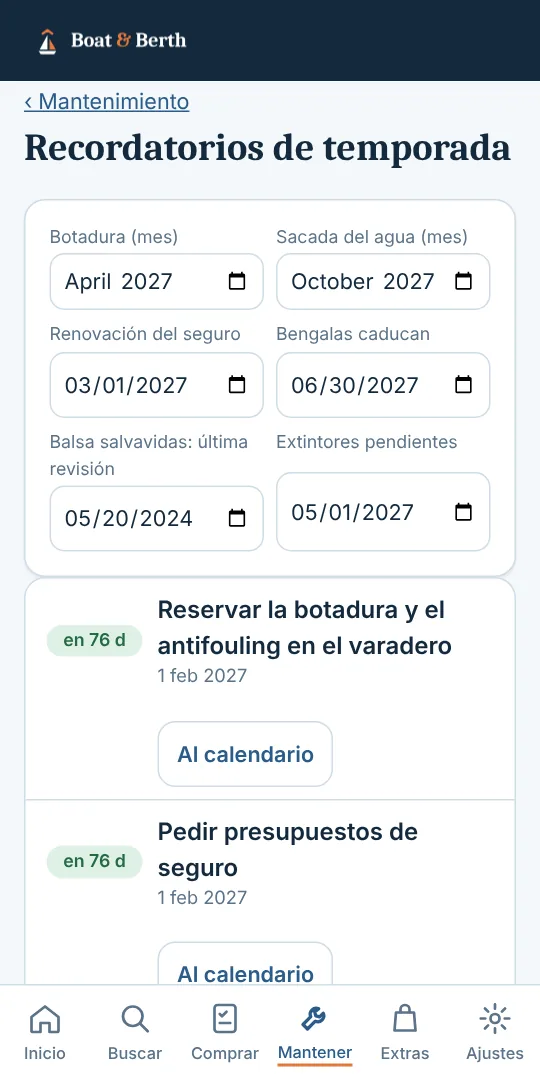 Boat & Berth
‹ Mantenimiento
Recordatorios de temporada
Botadura (mes)
Sacada del agua (mes)
April 2027
October 2027
Renovación del seguro
Bengalas caducan
03/01/2027
06/30/2027
Balsa salvavidas: última
revisión
Extintores pendientes
05/20/2024
05/01/2027
Reservar la botadura y el
antifouling en el varadero
en 76 d
1 feb 2027
Al calendario
Pedir presupuestos de
seguro
en 76 d
1 feb 2027
Al calendario
Inicio
Buscar
Comprar
Mantener
Extras
Ajustes